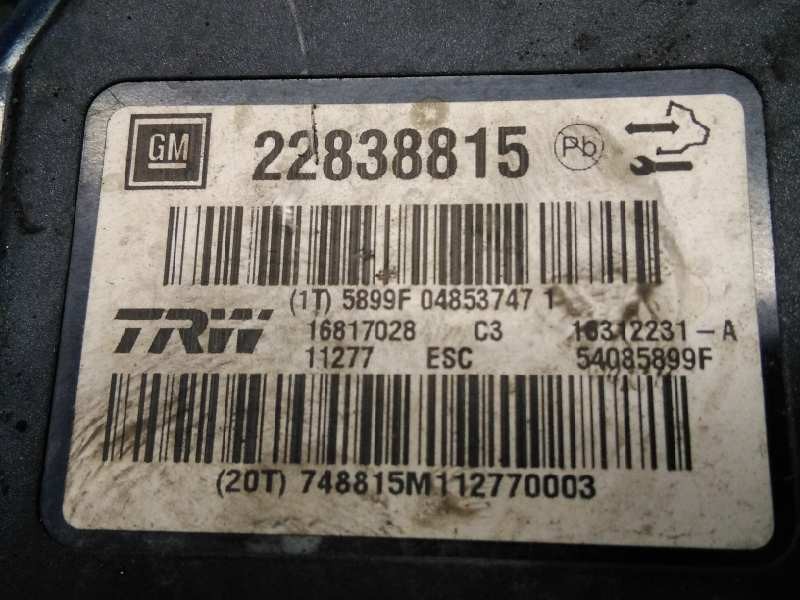 GM 22838815 Pb
(1T) 5899F 04853747 1
TRW 16817028 C3 16312231-A
11277 ESC 54085899F
(20T) 748815M112770003